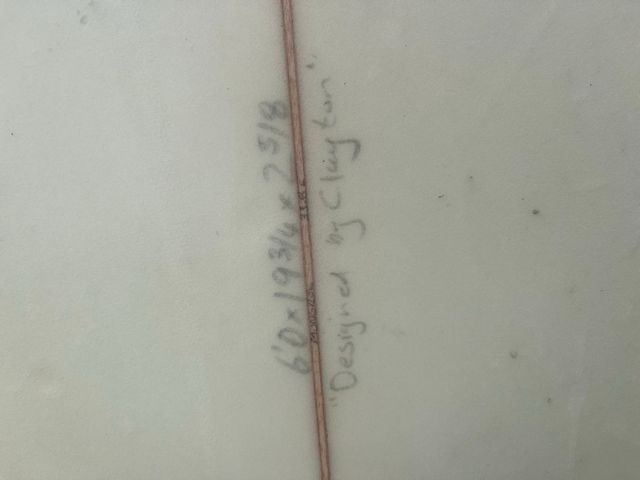 6'0 x 19 3/4 x 2 5/8
"Designed by Clayton"